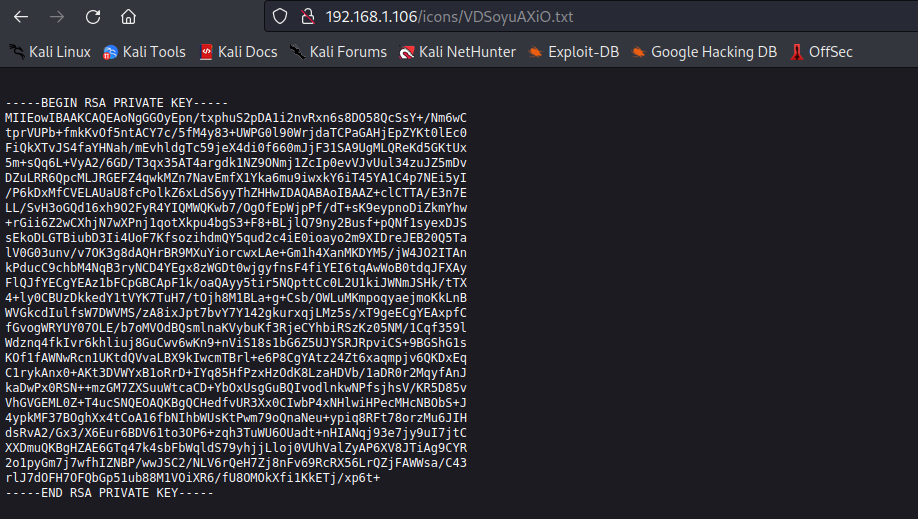 192.168.1.106/icons/VDSoyuAXiO.txt
Kali Linux Kali Tools Kali Docs Kali Forums Kali NetHunter Exploit-DB Google Hacking DB OffSec
-----BEGIN RSA PRIVATE KEY-----
MIIEowIBAAKCAQEAoNgGGOyEpn/txphuS2pDA1i2nvRxn6s8DO58QcSsY+/Nm6wC
tprVUPb+fmkKvOf5ntACY7c/5fM4y83+UWPG0l90WrjdaTCPaGAHjEpZYKt0lEc0
FiQkXTvJS4faYHNah/mEvhldgTc59jeX4di0f660mJjF31SA9UgMLQReKd5GKtUx
5m+sQq6L+VyA2/6GD/T3qx35AT4argdk1NZ9ONmj1ZcIp0evVJvUul34zuJZ5mDv
DZuLRR6QpcMLJRGEFZ4qwkMZn7NavEmfX1Yka6mu9iwxkY6iT45YA1C4p7NEi5yI
/P6kDxMfCVELAUaU8fcPolkZ6xLdS6yyThZHHwIDAQABAoIBAAZ+clCTTA/E3n7E
LL/SvH3oGQd16xh9O2FyR4YIQMWQKwb7/OgOfEpWjpPf/dT+sK9eypnoDiZkmYhw
+rGii6Z2wCXhjN7wXPnj1qotXkpu4bgS3+F8+BLjlQ79ny2Busf+pQNf1syexDJS
sEkoDLGTBiubD3Ii4UoF7KfsozihdmQY5qud2c4iE0ioayo2m9XIDreJEB20Q5Ta
lV0G03unv/v7OK3g8dAQHrBR9MXuYiorcwxLAe+Gm1h4XanMKDYM5/jW4JO2ITAn
kPducC9chbM4NqB3ryNCD4YEgx8zWGDt0wjgyfnsF4fiYEI6tqAwWoB0tdqJFXAy
FlQJfYECgYEAz1bFCpGBCApF1k/oaQAyy5tir5NQpttCc0L2U1kiJWNmJSHk/tTX
4+ly0CBUzDkkedY1tVYK7TuH7/tOjh8M1BLa+g+Csb/OWLuMKmpoqyaejmoKkLnB
WVGkcdIulfsW7DWVMS/zA8ixJpt7bvY7Y142gkurxqjLMz5s/xT9geECgYEAxpfC
fGvogWRYUY07OLE/b7oMVOdBQsmlnaKVybuKf3RjeCYhbiRSzKz05NM/1Cqf359l
Wdznq4fkIvr6khliuj8GuCwv6wKn9+nViS18s1bG6Z5UJYSRJRpviCS+9BGShG1s
KOf1fAWNwRcn1UKtdQVvaLBX9kIwcmTBrl+e6P8CgYAtz24Zt6xaqmpjv6QKDxEq
C1rykAnx0+AKt3DVWYxB1oRrD+IYq85HfPzxHzOdK8LzaHDVb/1aDR0r2MqyfAnJ
kaDwPx0RSN++mzGM7ZXSuuWtcaCD+YbOxUsgGuBQIvodlnkwNPfsjhsV/KR5D85v
VhGVGEML0Z+T4ucSNQEOAQKBgQCHedfvUR3Xx0CIwbP4xNHlwiHPecMHcNBObS+J
4ypkMF37BOghXx4tCoA16fbNIhbWUsKtPwm79oQnaNeu+ypiq8RFt78orzMu6JIH
dsRvA2/Gx3/X6Eur6BDV61to3OP6+zqh3TuWU6OUadt+nHIANqj93e7jy9uI7jtC
XXDmuQKBgHZAE6GTq47k4sbFbWqldS79yhjjLloj0VUhValZyAP6XV8JTiAg9CYR
2o1pyGm7j7wfhIZNBP/wwJSC2/NLV6rQeH7Zj8nFv69RcRX56LrQZjFAWWsa/C43
rlJ7dOFH7OFQbGp51ub88M1VOiXR6/fU8OMOkXfi1KkETj/xp6t+
-----END RSA PRIVATE KEY-----